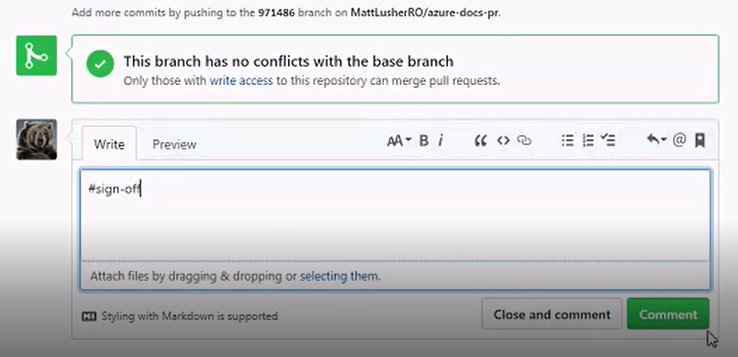 Add more commits by pushing to the 971486 branch on MattLusherRO/azure-docs-pr.
This branch has no conflicts with the base branch
Only those with write access to this repository can merge pull requests.
Write Preview AA B i
#sign-off
Attach files by dragging & dropping or selecting them.
Styling with Markdown is supported Close and comment Comment